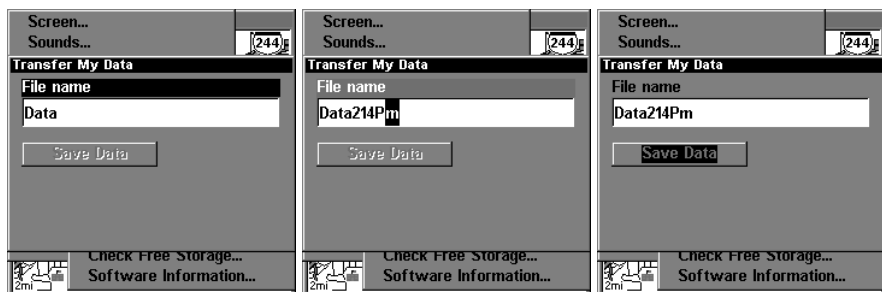 Screen...
Sounds...
244
Transfer My Data
File name
Data
Save Data
Check Free Storage...
Software Information...
2mi
Screen...
Sounds...
244
Transfer My Data
File name
Data214Pm
Save Data
Check Free Storage...
Software Information...
2mi
Screen...
Sounds...
244
Transfer My Data
File name
Data214Pm
Save Data
Check Free Storage...
Software Information...
2mi